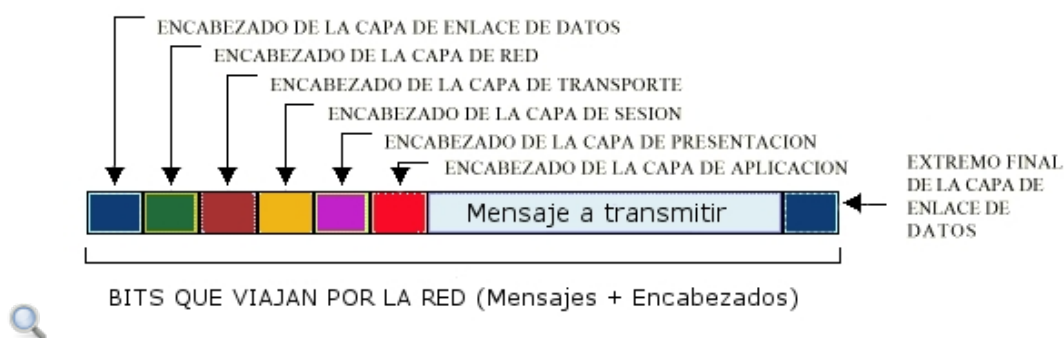 ENCABEZADO DE LA CAPA DE ENLACE DE DATOS
ENCABEZADO DE LA CAPA DE RED
ENCABEZADO DE LA CAPA DE TRANSPORTE
ENCABEZADO DE LA CAPA DE SESION
ENCABEZADO DE LA CAPA DE PRESENTACION
ENCABEZADO DE LA CAPA DE APLICACION
EXTREMO FINAL
DE LA CAPA DE
ENLACE DE
DATOS
Mensaje a transmitir
BITS QUE VIAJAN POR LA RED (Mensajes + Encabezados)